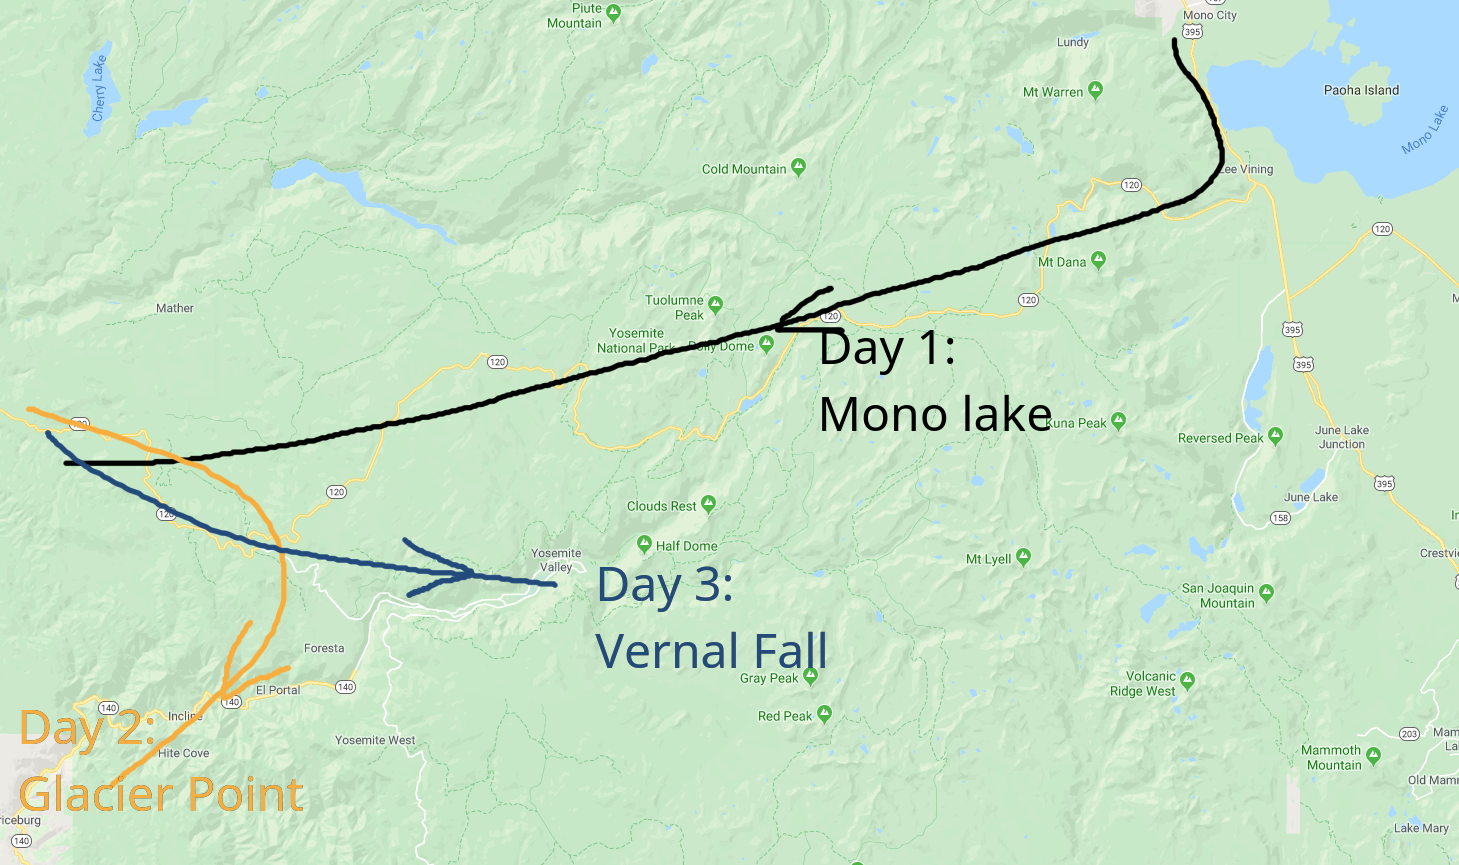 Piute
Mountain
Mono City
395
Lundy
Cherry Lake
Mt Warren
Paoha Island
Mono Lake
Cold Mountain
Lee Vining
120
120
Mt Dana
Mather
Tuolumne
Peak
120
120
Yosemite
National Park
Polly Dome
395
120
395
Day 1:
Mono lake
Kuna Peak
Reversed Peak
June Lake
Junction
120
120
395
June Lake
158
Clouds Rest
120
Half Dome
Yosemite
Valley
Mt Lyell
San Joaquin
Mountain
Day 3:
Vernal Fall
Foresta
Gray Peak
Volcanic
Ridge West
El Portal
140
140
140
Incline
Red Peak
Day 2:
Glacier Point
Hite Cove
Yosemite West
203
Mammoth
Mountain
Old Mamm
140
Lake Mary